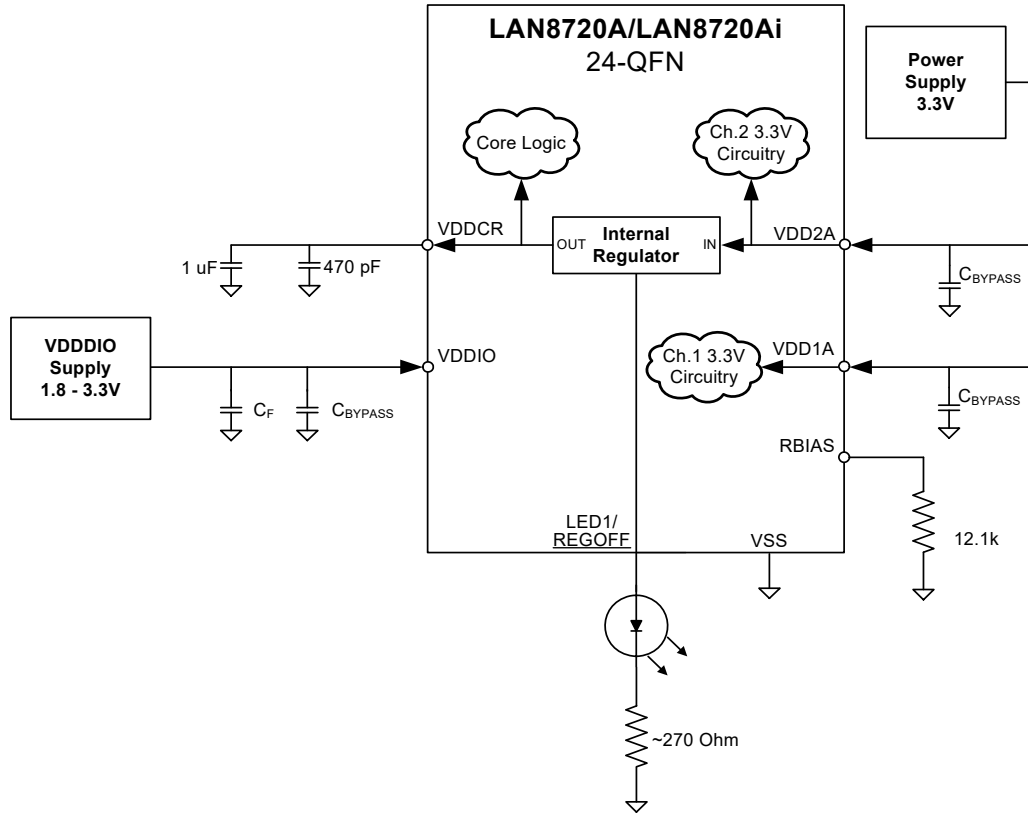 LAN8720A/LAN8720Ai
24-QFN
Power
Supply
3.3V
Core Logic
Ch.2 3.3V
Circuitry
VDDCR
OUT
Internal
Regulator
IN
VDD2A
1 uF
470 pF
CBYPASS
VDDDIO
Supply
1.8 - 3.3V
VDDIO
Ch.1 3.3V
Circuitry
VDD1A
CF
CBYPASS
CBYPASS
RBIAS
12.1k
LED1/
REGOFF
VSS
~270 Ohm